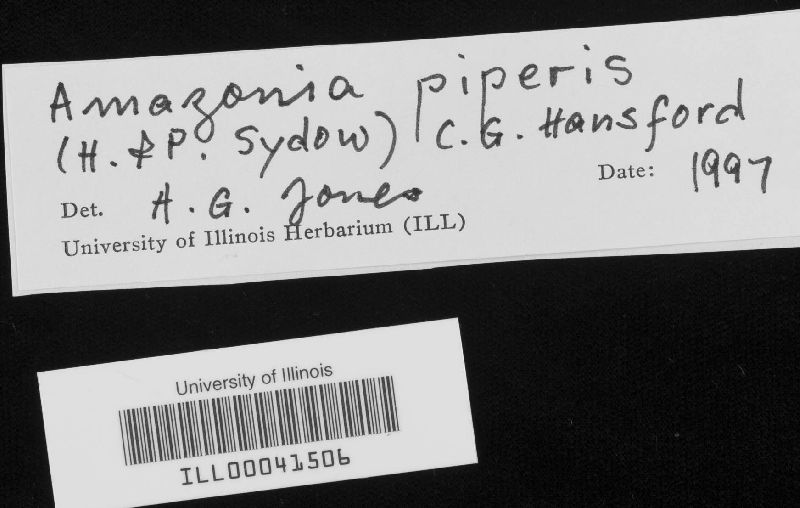 Amazonia piperis
(H. & P. Sydow) C. G. Hansford
Det. A. G. Jones Date: 1997
University of Illinois Herbarium (ILL)
University of Illinois
ILL00041506